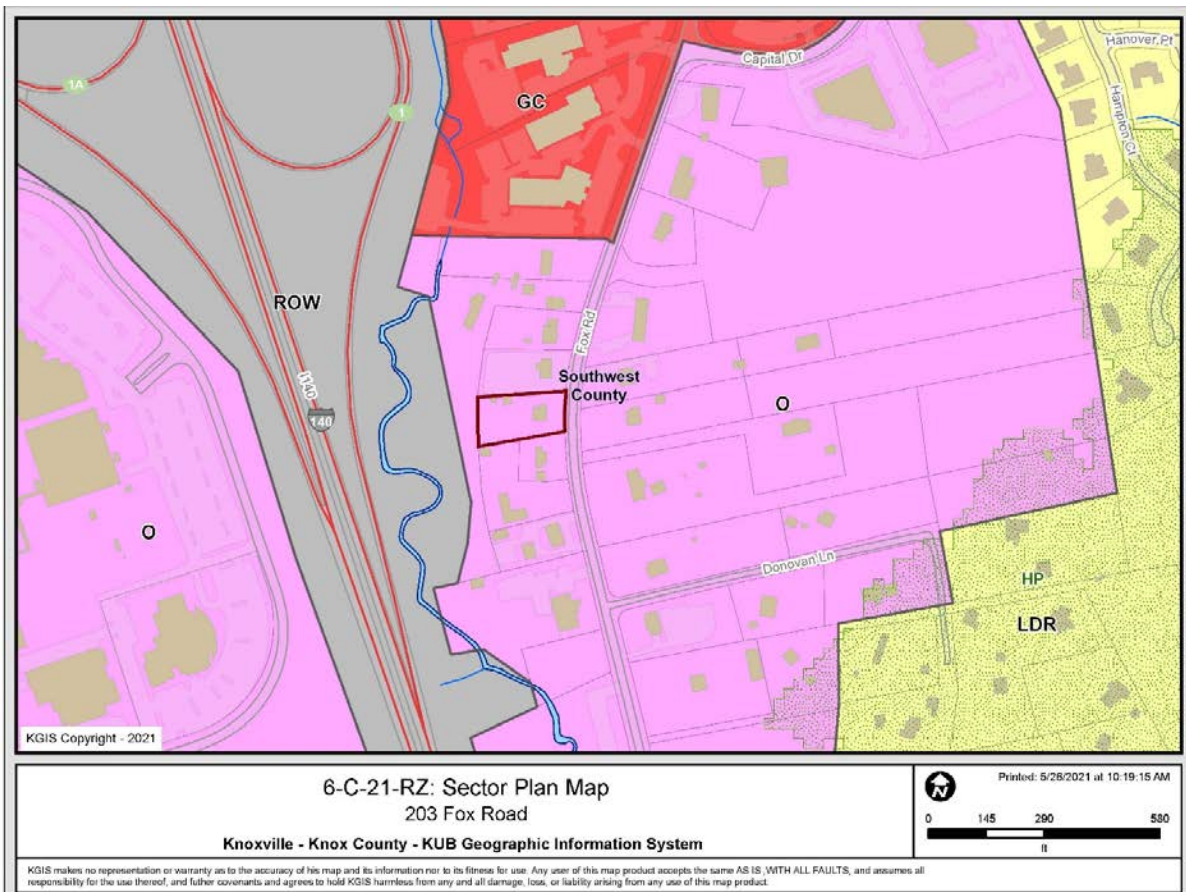 Hanover Pt
Capital Dr
1A
1
GC
Hampton Ct
ROW
Fox Rd
I140
140
Southwest
County
O
O
Donovan Ln
HP
LDR
KGIS Copyright - 2021
6-C-21-RZ: Sector Plan Map
203 Fox Road
Knoxville - Knox County - KUB Geographic Information System
N
Printed: 5/26/2021 at 10:19:15 AM
0 145 290 580
ft
KGIS makes no representation or warranty as to the accuracy of his map and its information nor to its fitness for use. Any user of this map product accepts the same AS IS ,WITH ALL FAULTS, and assumes all
responsibility for the use thereof, and futher covenants and agrees to hold KGIS harmless from any and all damage, loss, or liability arising from any use of this map product.